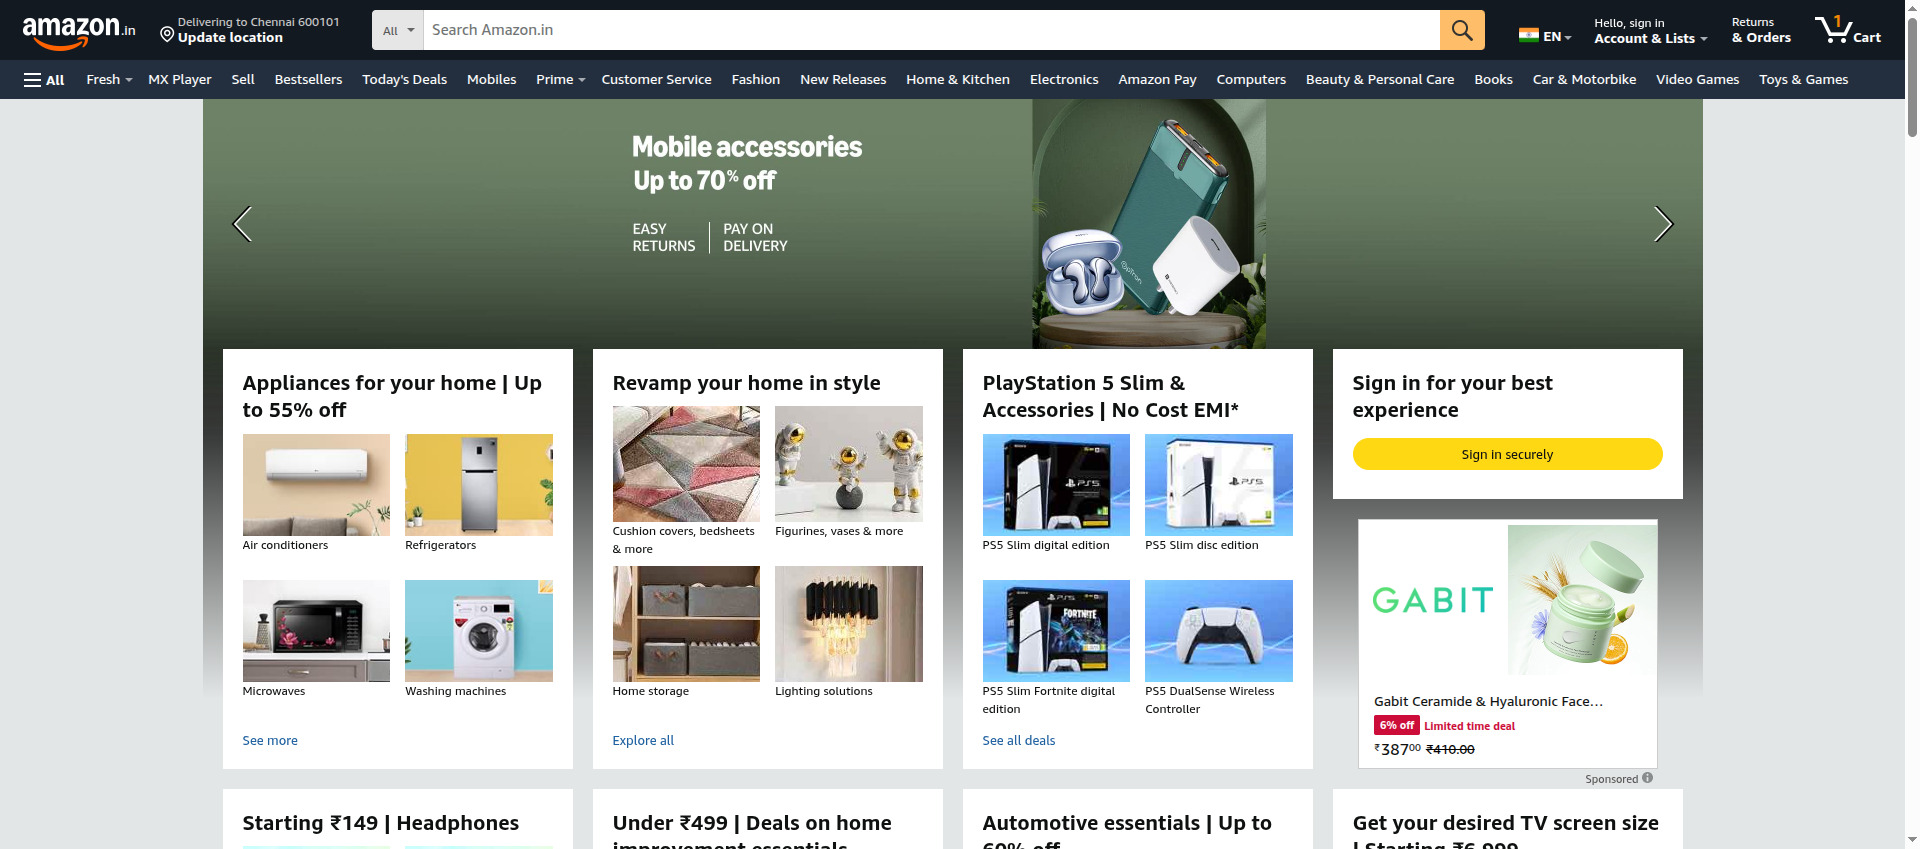 amazon.in
Delivering to Chennai 600101
Update location
All
Search Amazon.in
EN
Hello, sign in
Account & Lists
Returns
& Orders
1
Cart
All
Fresh
MX Player
Sell
Bestsellers
Today's Deals
Mobiles
Prime
Customer Service
Fashion
New Releases
Home & Kitchen
Electronics
Amazon Pay
Computers
Beauty & Personal Care
Books
Car & Motorbike
Video Games
Toys & Games
Mobile accessories
Up to 70% off
EASY
RETURNS
PAY ON
DELIVERY
Appliances for your home | Up
to 55% off
Air conditioners
Refrigerators
Microwaves
Washing machines
See more
Revamp your home in style
Cushion covers, bedsheets
& more
Figurines, vases & more
Home storage
Lighting solutions
Explore all
PlayStation 5 Slim &
Accessories | No Cost EMI*
PS5
PS5
PS5 Slim digital edition
PS5 Slim disc edition
PS5
FORTNITE
PS5 Slim Fortnite digital
edition
PS5 DualSense Wireless
Controller
See all deals
Sign in for your best
experience
Sign in securely
GABIT
Gabit Ceramide & Hyaluronic Face…
6% off
Limited time deal
₹38700 ₹410.00
Sponsored
Starting ₹149 | Headphones
Under ₹499 | Deals on home
improvement essentials
Automotive essentials | Up to
60% off
Get your desired TV screen size
| Starting ₹6,999